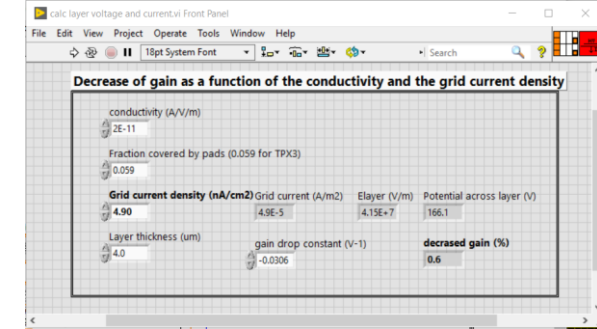 calc layer voltage and current.vi Front Panel
File Edit View Project Operate Tools Window Help
18pt System Font Search
Decrease of gain as a function of the conductivity and the grid current density
conductivity (A/V/m)
2E-11
Fraction covered by pads (0.059 for TPX3)
0.059
Grid current density (nA/cm2) Grid current (A/m2) Elayer (V/m) Potential across layer (V)
4.90 4.9E-5 4.15E+7 166.1
Layer thickness (um) gain drop constant (V-1) decrased gain (%)
4.0 -0.0306 0.6